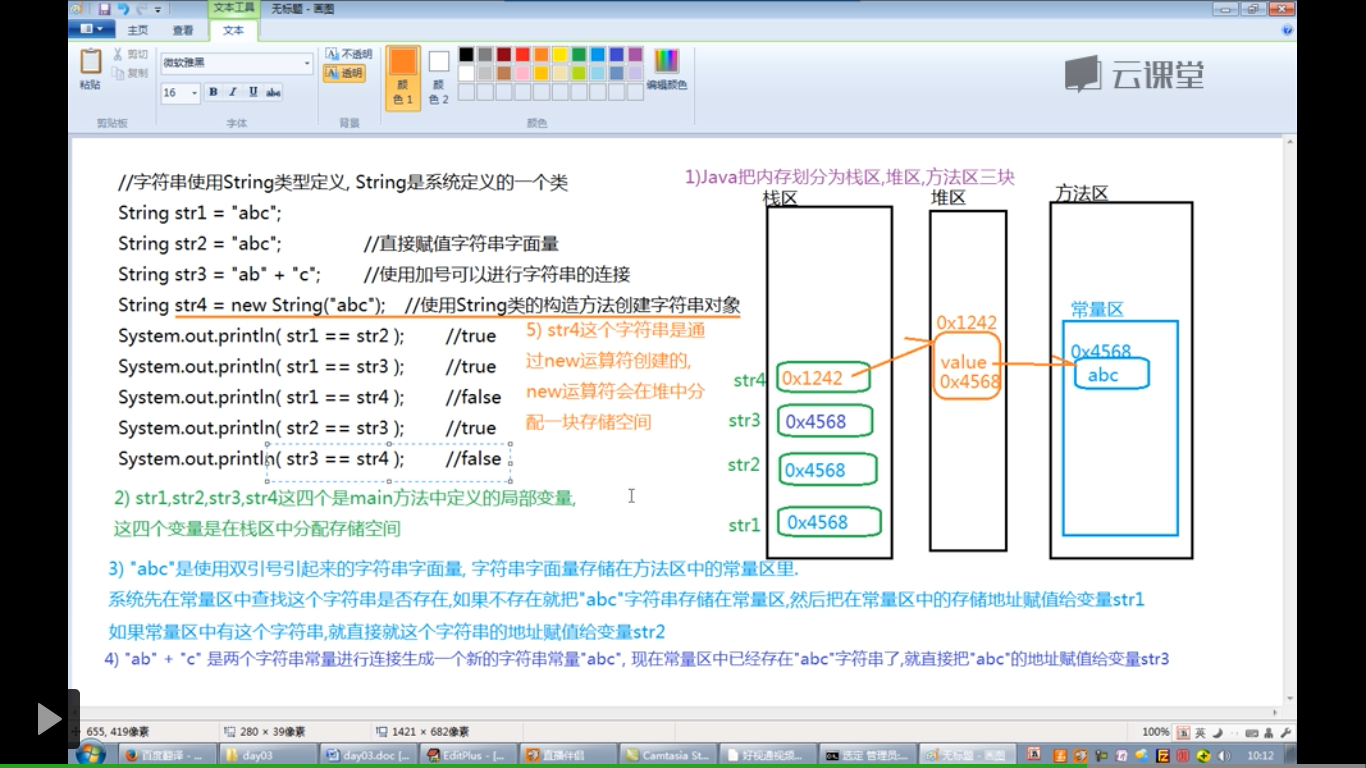 文本工具
无标题 - 画图
主页
查看
文本
粘贴
剪切
复制
剪贴板
微软雅黑
16
B I U abc
字体
不透明
透明
背景
颜色 1
颜色 2
编辑颜色
颜色
云课堂
//字符串使用String类型定义, String是系统定义的一个类
String str1 = "abc";
String str2 = "abc"; //直接赋值字符串字面量
String str3 = "ab" + "c"; //使用加号可以进行字符串的连接
String str4 = new String("abc"); //使用String类的构造方法创建字符串对象
System.out.println( str1 == str2 ); //true
System.out.println( str1 == str3 ); //true
System.out.println( str1 == str4 ); //false
System.out.println( str2 == str3 ); //true
System.out.println( str3 == str4 ); //false
5) str4这个字符串是通
过new运算符创建的,
new运算符会在堆中分
配一块存储空间
1)Java把内存划分为栈区,堆区,方法区三块
栈区
堆区
方法区
常量区
0x1242
0x4568
value
0x4568
abc
str4
0x1242
str3
0x4568
str2
0x4568
str1
0x4568
2) str1,str2,str3,str4这四个是main方法中定义的局部变量,
这四个变量是在栈区中分配存储空间
3) "abc"是使用双引号引起来的字符串字面量, 字符串字面量存储在方法区中的常量区里.
系统先在常量区中查找这个字符串是否存在,如果不存在就把"abc"字符串存储在常量区,然后把在常量区中的存储地址赋值给变量str1
如果常量区中有这个字符串,就直接就这个字符串的地址赋值给变量str2
4) "ab" + "c" 是两个字符串常量进行连接生成一个新的字符串常量"abc", 现在常量区中已经存在"abc"字符串了,就直接把"abc"的地址赋值给变量str3
655, 419像素
280 × 39像素
1421 × 682像素
100%
英
百度翻译 - ...
day03
day03.doc [...
EditPlus - [...
直播伴侣
Camtasia St...
好视通视频...
选定 管理员:...
无标题 - 画图
10:12